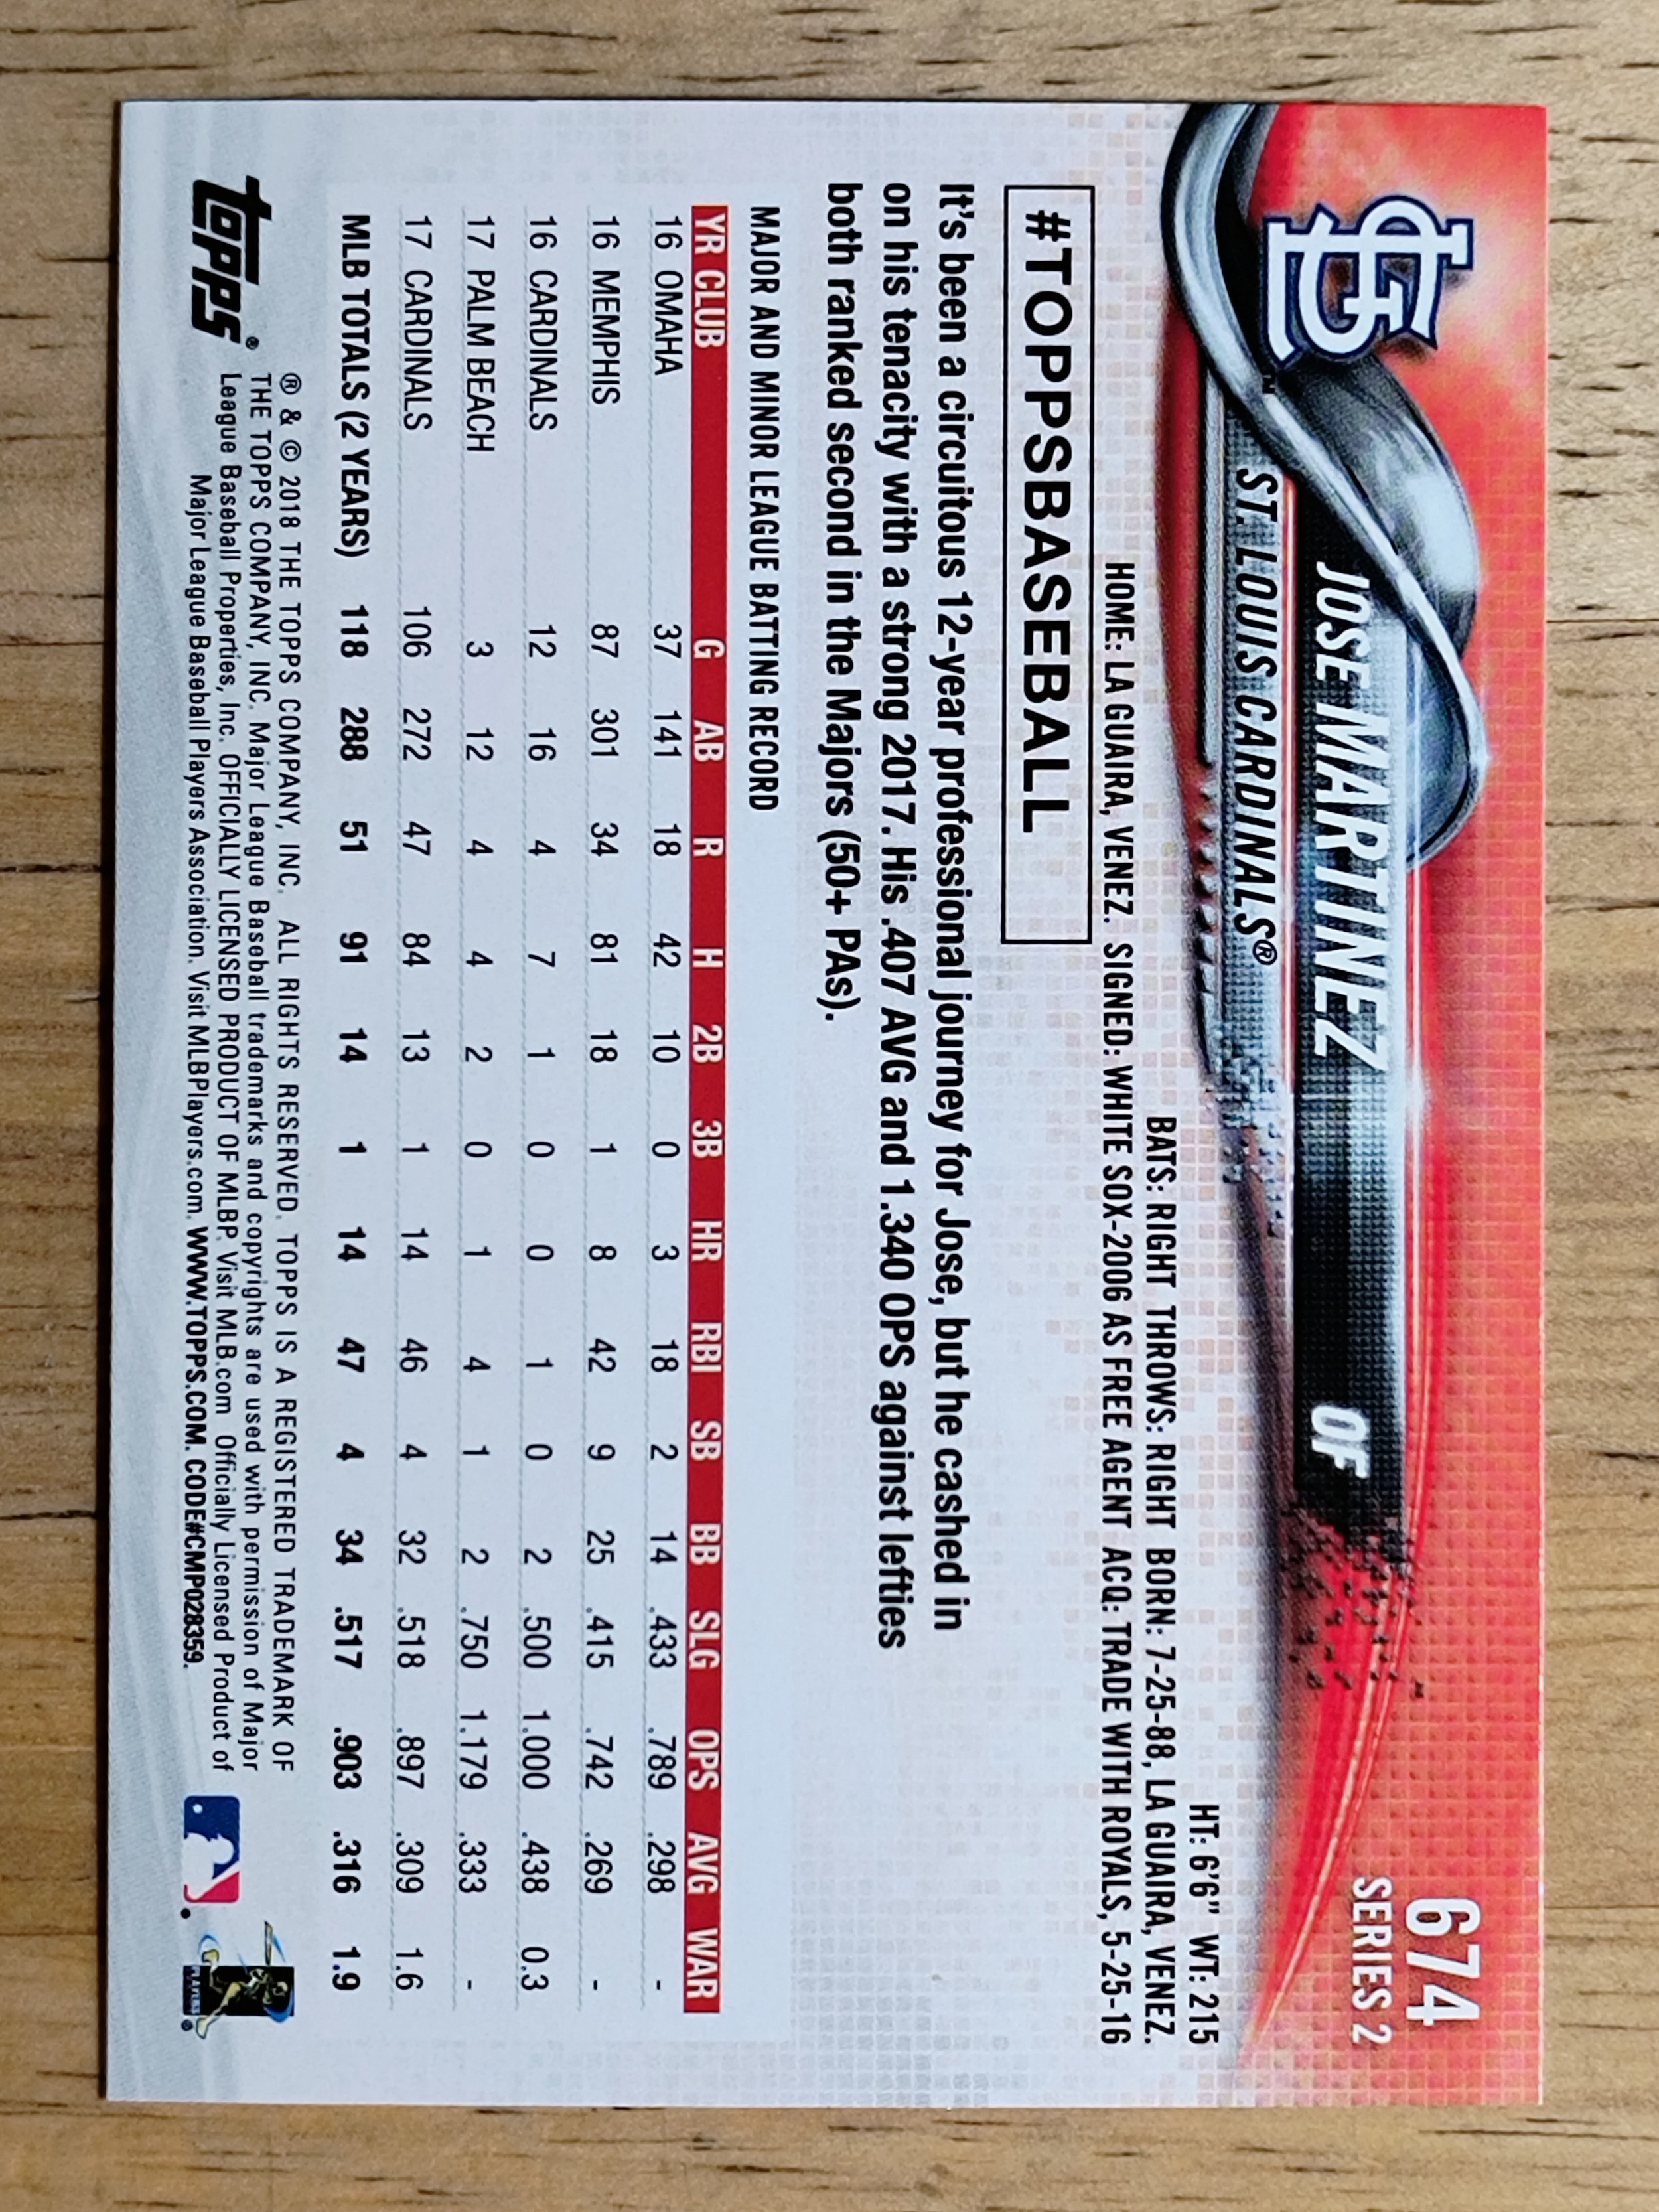 674
SERIES 2
STL™
JOSE MARTINEZ OF
ST. LOUIS CARDINALS®
HT: 6'6" WT: 215
BATS: RIGHT THROWS: RIGHT BORN: 7-25-88, LA GUAIRA, VENEZ.
HOME: LA GUAIRA, VENEZ. SIGNED: WHITE SOX-2006 AS FREE AGENT ACQ: TRADE WITH ROYALS, 5-25-16
#TOPPSBASEBALL
It's been a circuitous 12-year professional journey for Jose, but he cashed in
on his tenacity with a strong 2017. His .407 AVG and 1.340 OPS against lefties
both ranked second in the Majors (50+ PAs).
MAJOR AND MINOR LEAGUE BATTING RECORD
YR CLUB G AB R H 2B 3B HR RBI SB BB SLG OPS AVG WAR
16 OMAHA 37 141 18 42 10 0 3 18 2 14 .433 .789 .298 -
16 MEMPHIS 87 301 34 81 18 1 8 42 9 25 .415 .742 .269 -
16 CARDINALS 12 16 4 7 1 0 0 1 0 2 .500 1.000 .438 0.3
17 PALM BEACH 3 12 4 4 2 0 1 4 1 2 .750 1.179 .333 -
17 CARDINALS 106 272 47 84 13 1 14 46 4 32 .518 .897 .309 1.6
MLB TOTALS (2 YEARS) 118 288 51 91 14 1 14 47 4 34 .517 .903 .316 1.9
topps®
® & © 2018 THE TOPPS COMPANY, INC. ALL RIGHTS RESERVED. TOPPS IS A REGISTERED TRADEMARK OF
THE TOPPS COMPANY, INC. Major League Baseball trademarks and copyrights are used with permission of Major
League Baseball Properties, Inc. OFFICIALLY LICENSED PRODUCT OF MLBP. Visit MLB.com Officially Licensed Product of
Major League Baseball Players Association. Visit MLBPlayers.com. WWW.TOPPS.COM. CODE#CMP028359.
PLAYERS